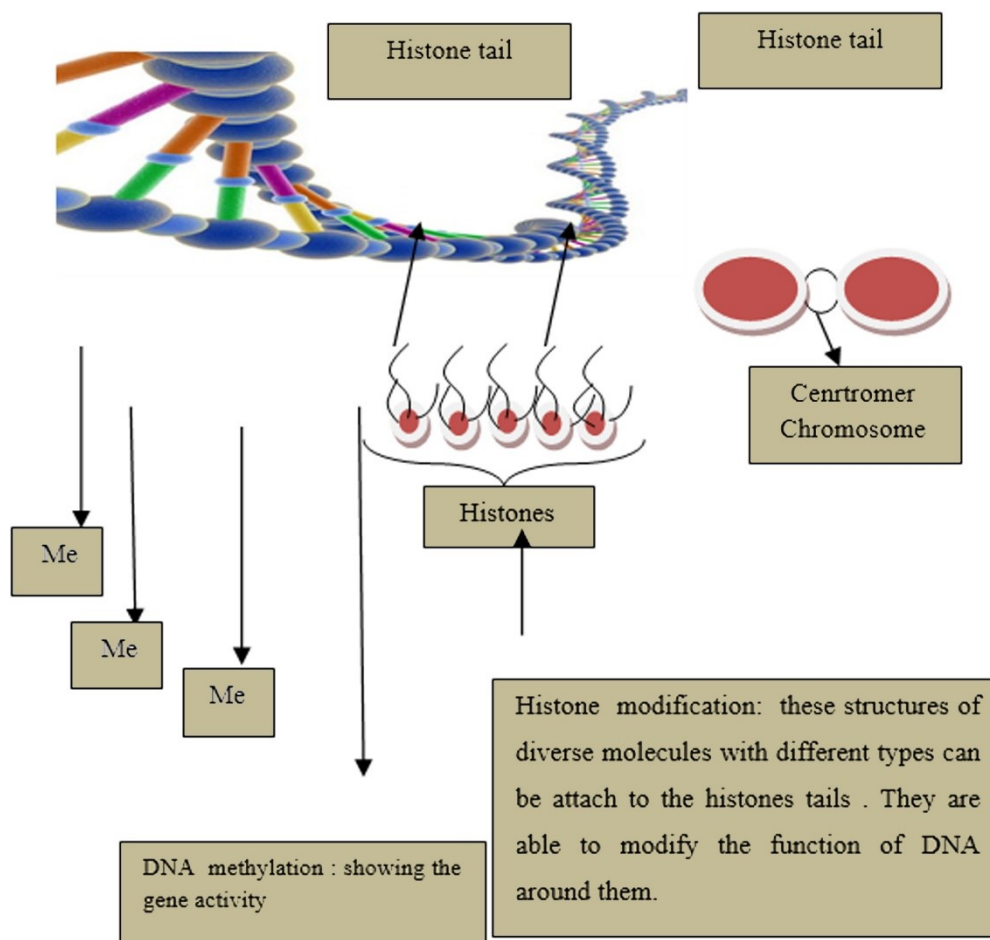 Histone tail
Histone tail
Cenrtromer
Chromosome
Histones
Me
Me
Me
Histone modification: these structures of
diverse molecules with different types can
be attach to the histones tails . They are
able to modify the function of DNA
around them.
DNA methylation : showing the
gene activity